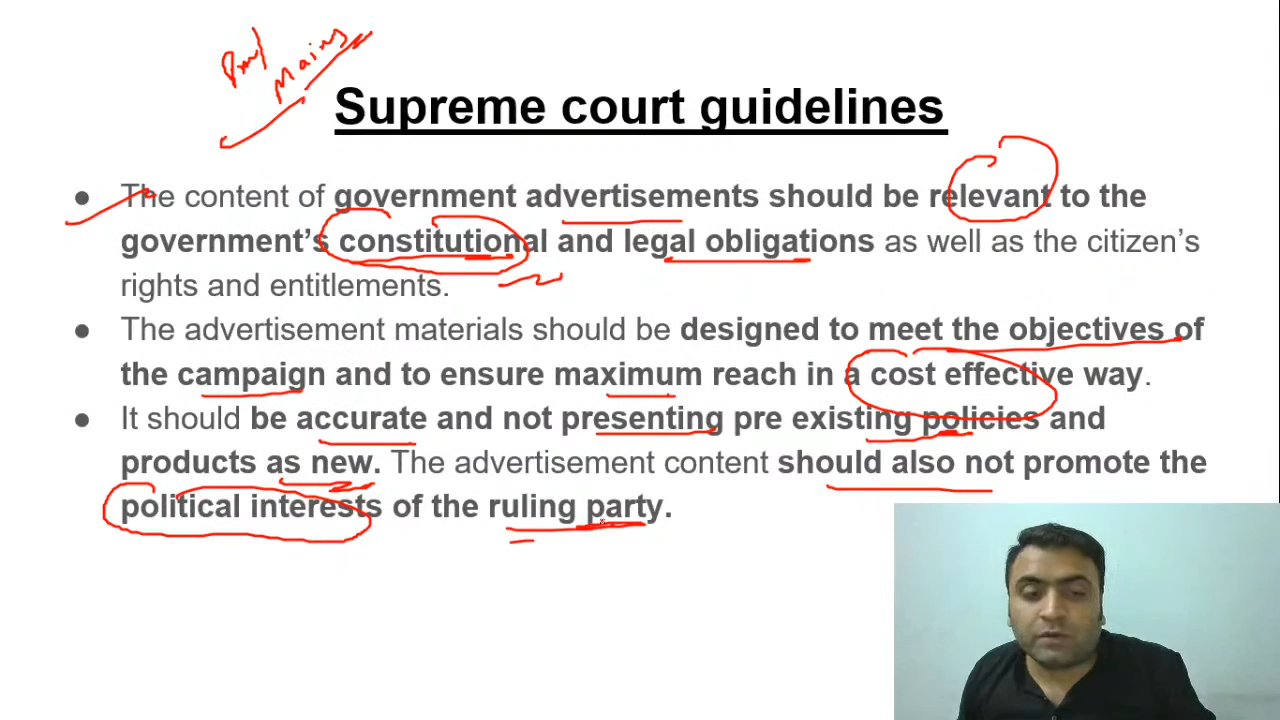 Mains
Supreme court guidelines
● The content of government advertisements should be relevant to the
government's constitutional and legal obligations as well as the citizen's
rights and entitlements.
● The advertisement materials should be designed to meet the objectives of
the campaign and to ensure maximum reach in a cost effective way.
● It should be accurate and not presenting pre existing policies and
products as new. The advertisement content should also not promote the
political interests of the ruling party.